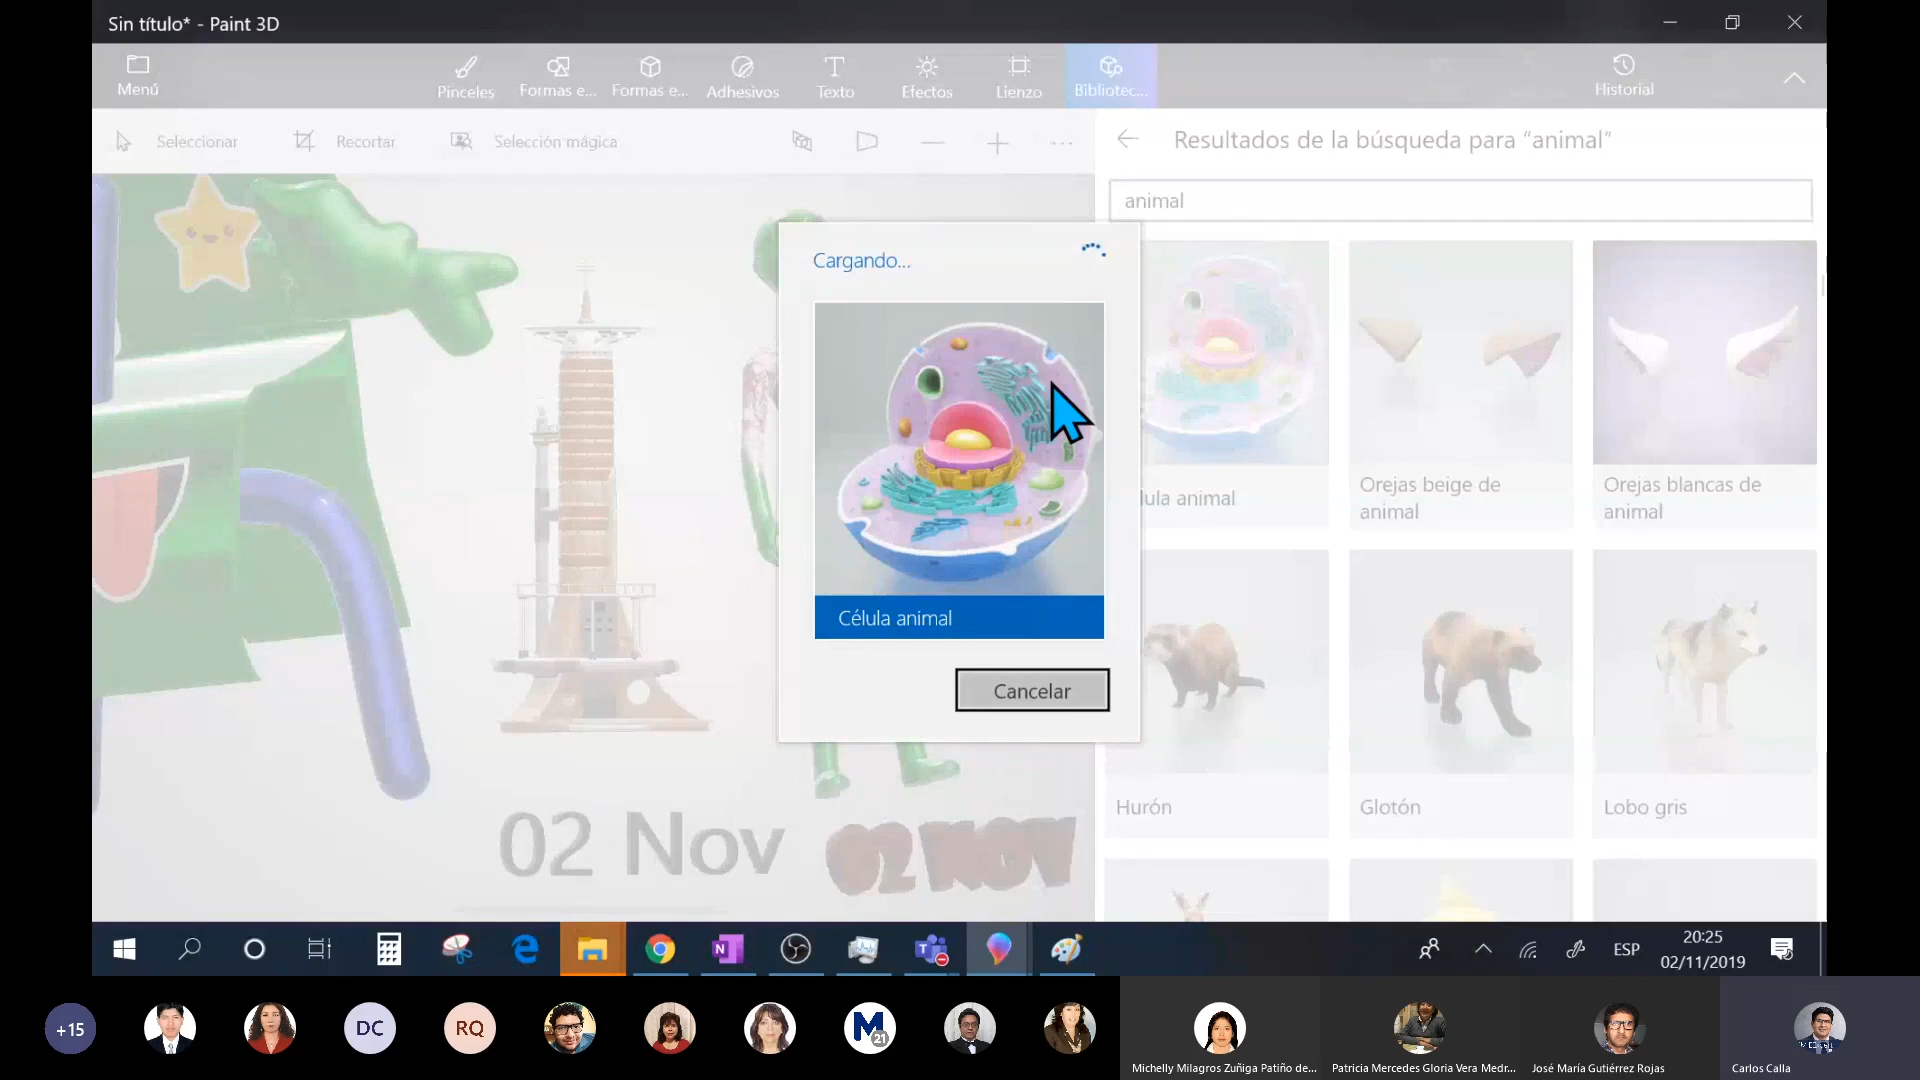 Sin título* - Paint 3D
Menú
Pinceles
Formas e...
Formas e...
Adhesivos
Texto
Efectos
Lienzo
Bibliotec...
Historial
Seleccionar
Recortar
Selección mágica
Resultados de la búsqueda para “animal”
animal
Cargando...
Célula animal
Cancelar
lula animal
Orejas beige de
animal
Orejas blancas de
animal
Hurón
Glotón
Lobo gris
02 Nov
02 NOV
ESP
20:25
02/11/2019
+15
DC
RQ
M
21
Michelly Milagros Zuñiga Patiño de...
Patricia Mercedes Gloria Vera Medr...
José María Gutiérrez Rojas
Carlos Calla